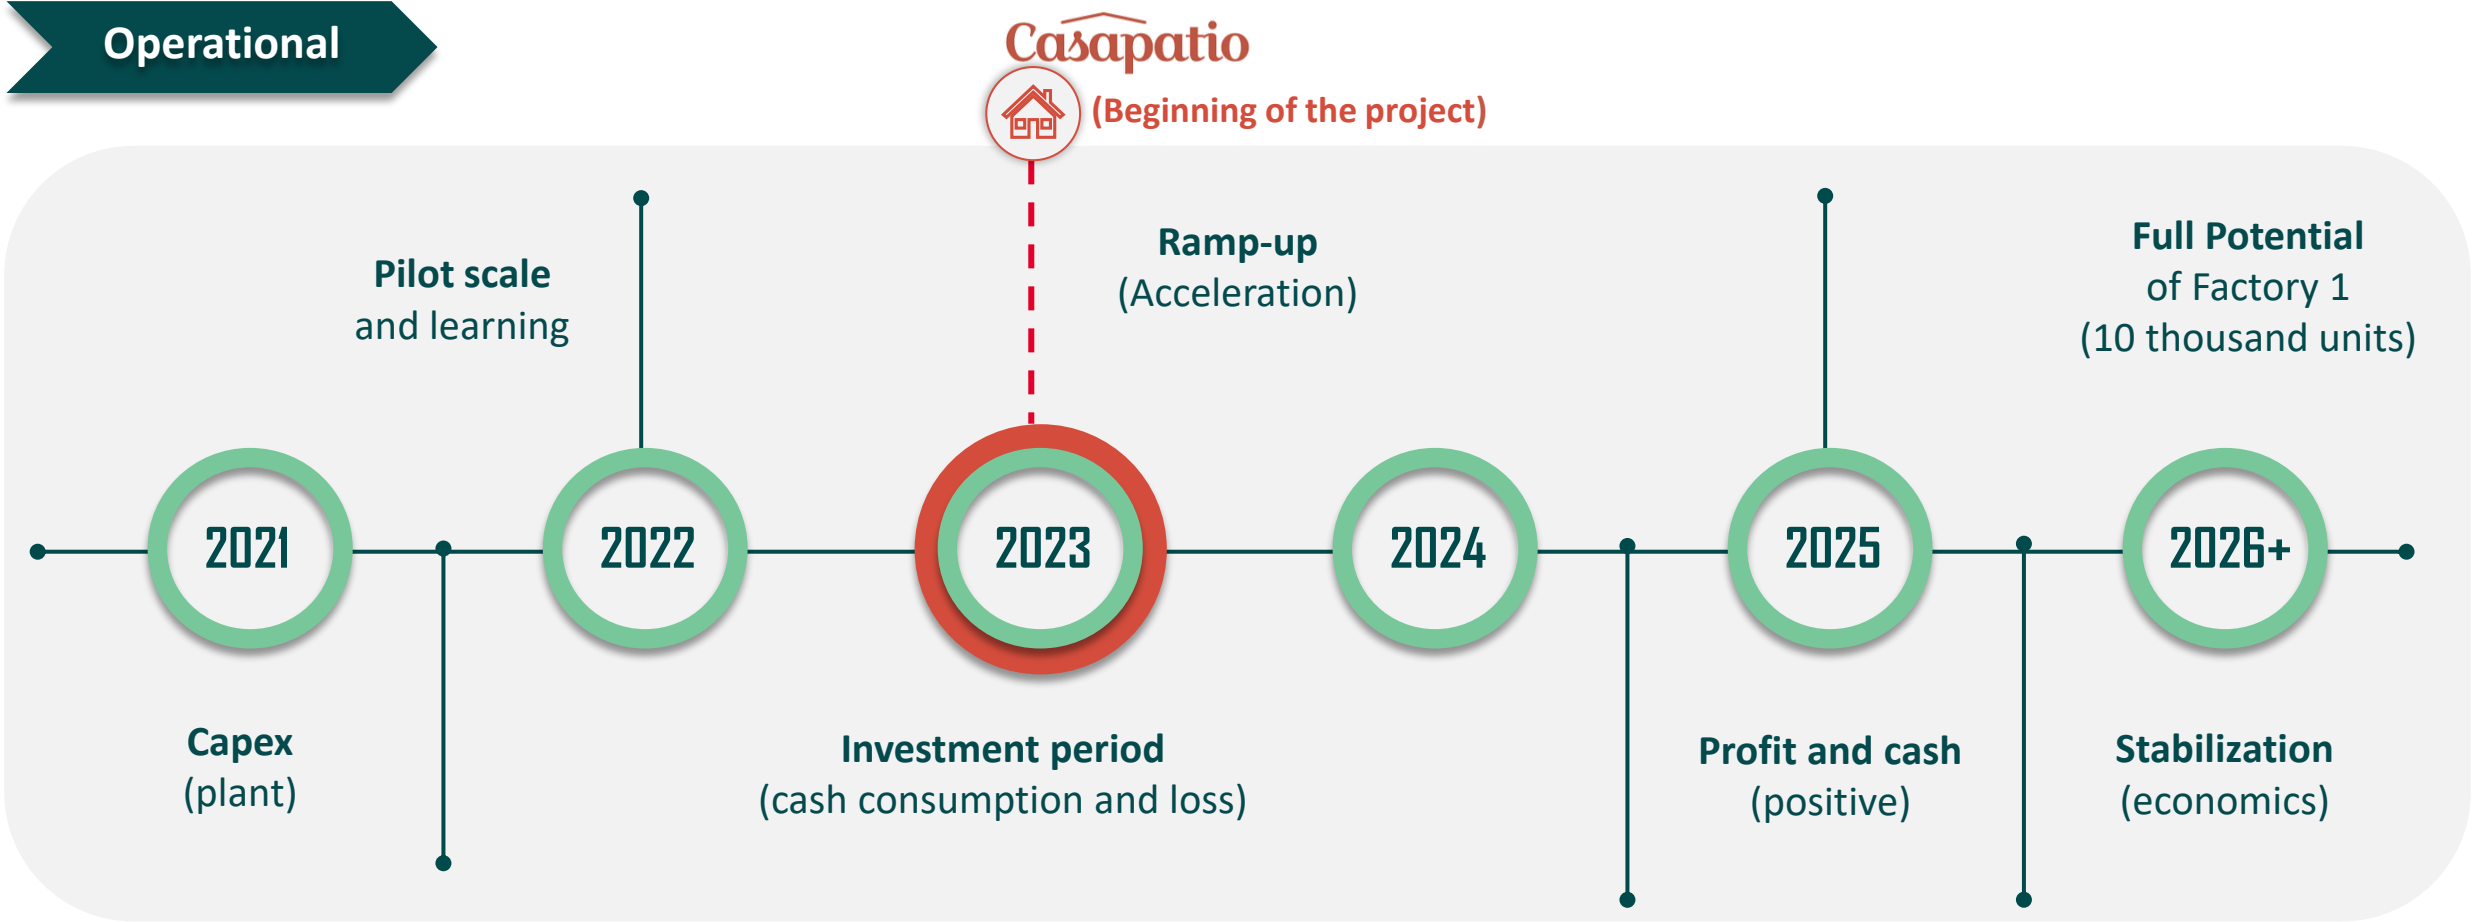 Operational
Casapatio
(Beginning of the project)
Pilot scale
and learning
Ramp-up
(Acceleration)
Full Potential
of Factory 1
(10 thousand units)
2021
2022
2023
2024
2025
2026+
Capex
(plant)
Investment period
(cash consumption and loss)
Profit and cash
(positive)
Stabilization
(economics)